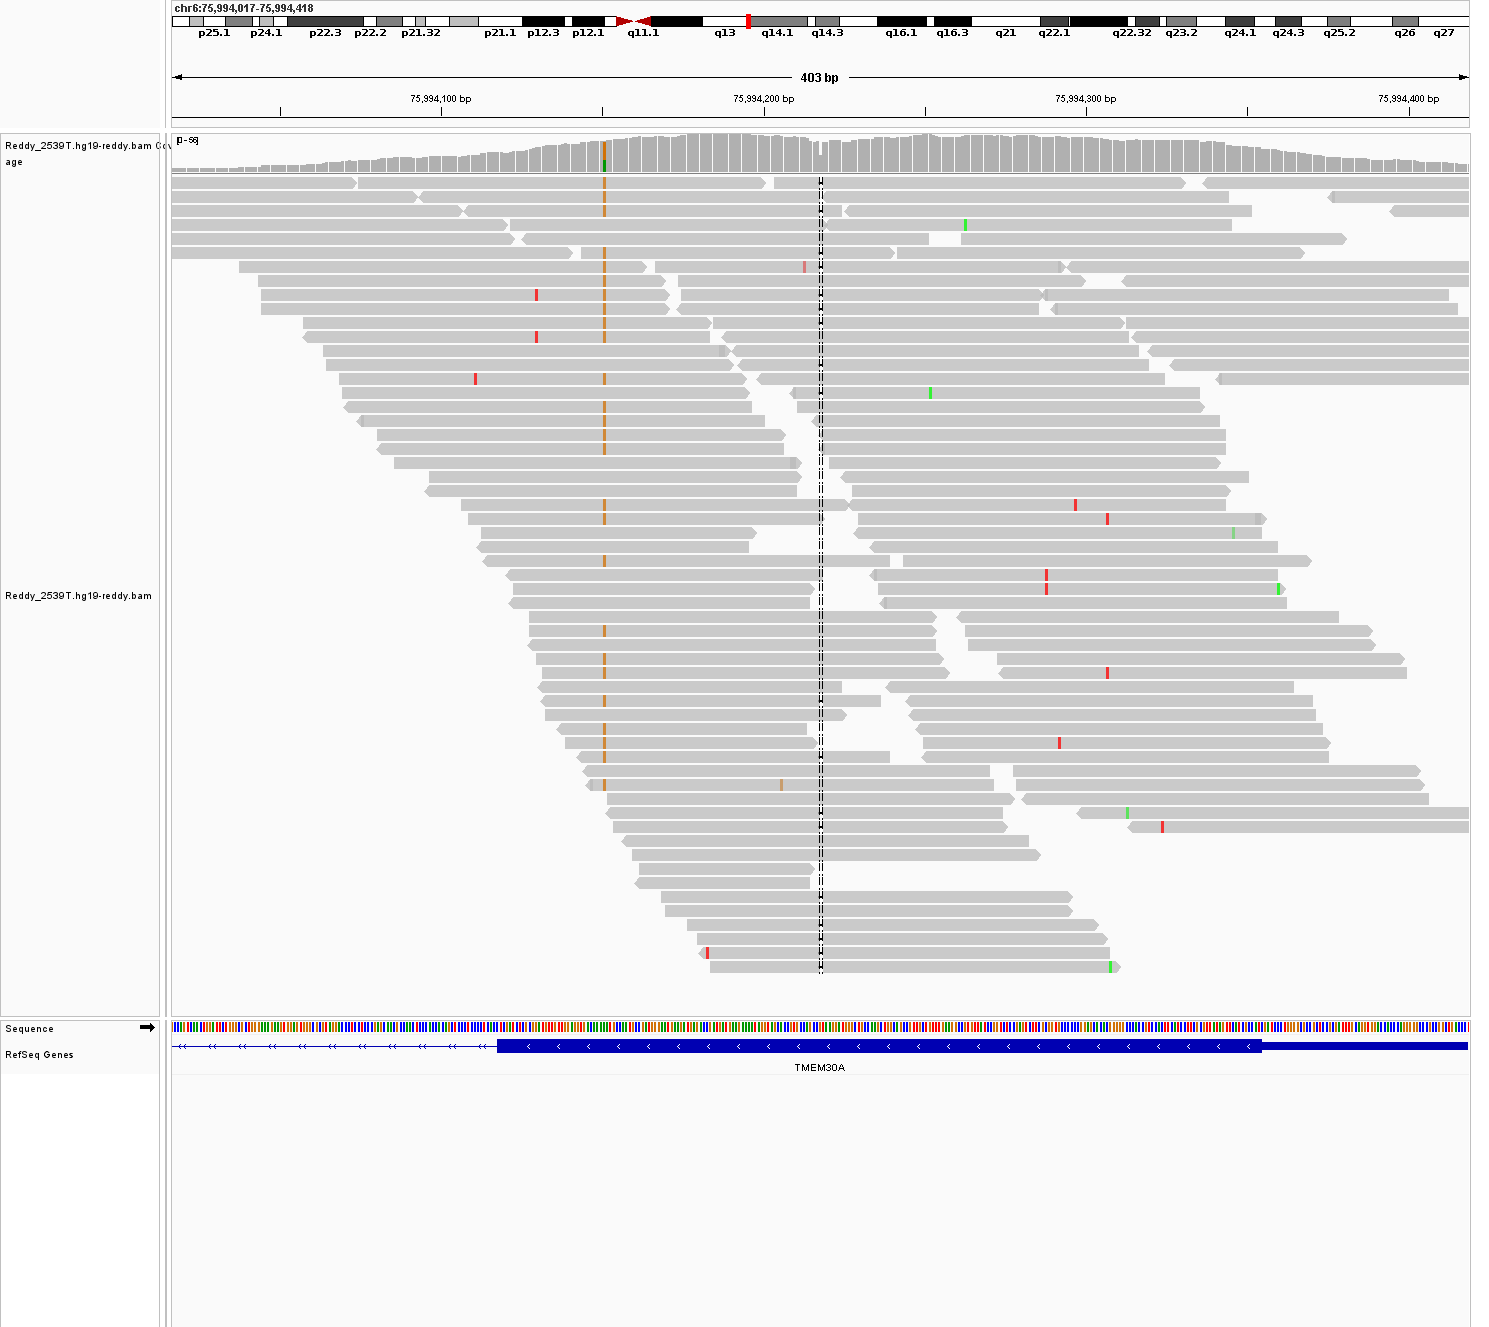 chr6:75,994,017-75,994,418
p25.1 p24.1 p22.3 p22.2 p21.32 p21.1 p12.3 p12.1 q11.1 q13 q14.1 q14.3 q16.1 q16.3 q21 q22.1 q22.32 q23.2 q24.1 q24.3 q25.2 q26 q27
403 bp
75,994,100 bp 75,994,200 bp 75,994,300 bp 75,994,400 bp
Reddy_2539T.hg19-reddy.bam Cov
age
Reddy_2539T.hg19-reddy.bam
Sequence
RefSeq Genes
TMEM30A